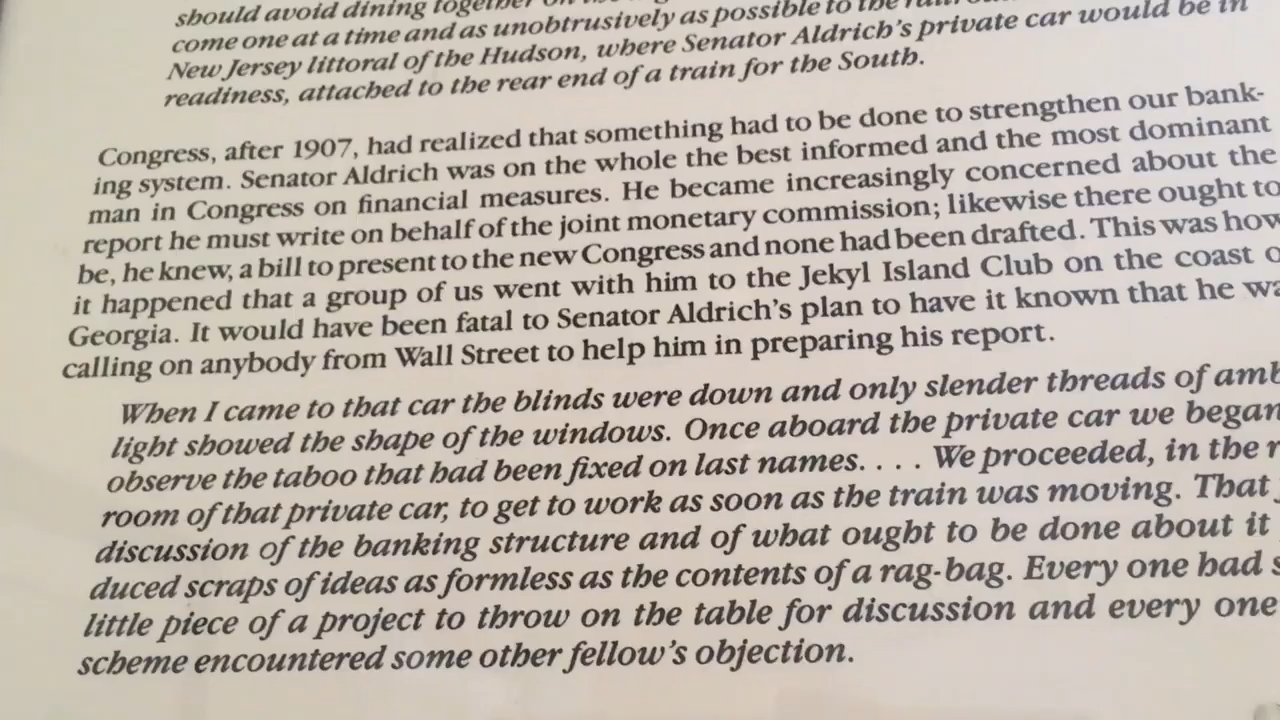 should avoid dining together on the
come one at a time and as unobtrusively as possible to the
New Jersey littoral of the Hudson, where Senator Aldrich's private car would be in
readiness, attached to the rear end of a train for the South.
Congress, after 1907, had realized that something had to be done to strengthen our bank-
ing system. Senator Aldrich was on the whole the best informed and the most dominant
man in Congress on financial measures. He became increasingly concerned about the
report he must write on behalf of the joint monetary commission; likewise there ought to
be, he knew, a bill to present to the new Congress and none had been drafted. This was how
it happened that a group of us went with him to the Jekyl Island Club on the coast
Georgia. It would have been fatal to Senator Aldrich's plan to have it known that he
calling on anybody from Wall Street to help him in preparing his report.
When I came to that car the blinds were down and only slender threads of
light showed the shape of the windows. Once aboard the private car we began
observe the taboo that had been fixed on last names. . . . We proceeded, in the
room of that private car, to get to work as soon as the train was moving. That
discussion of the banking structure and of what ought to be done about it
duced scraps of ideas as formless as the contents of a rag-bag. Every one had
little piece of a project to throw on the table for discussion and every one
scheme encountered some other fellow's objection.